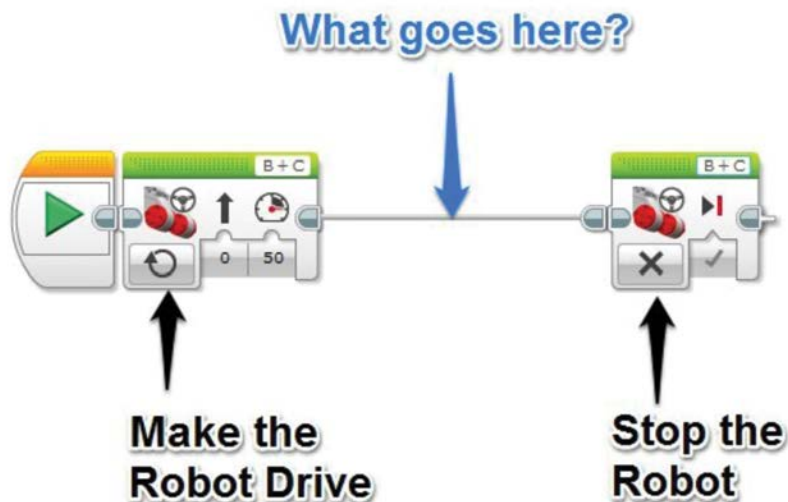 What goes here?
B + C
B + C
0 50
Make the
Robot Drive
Stop the
Robot